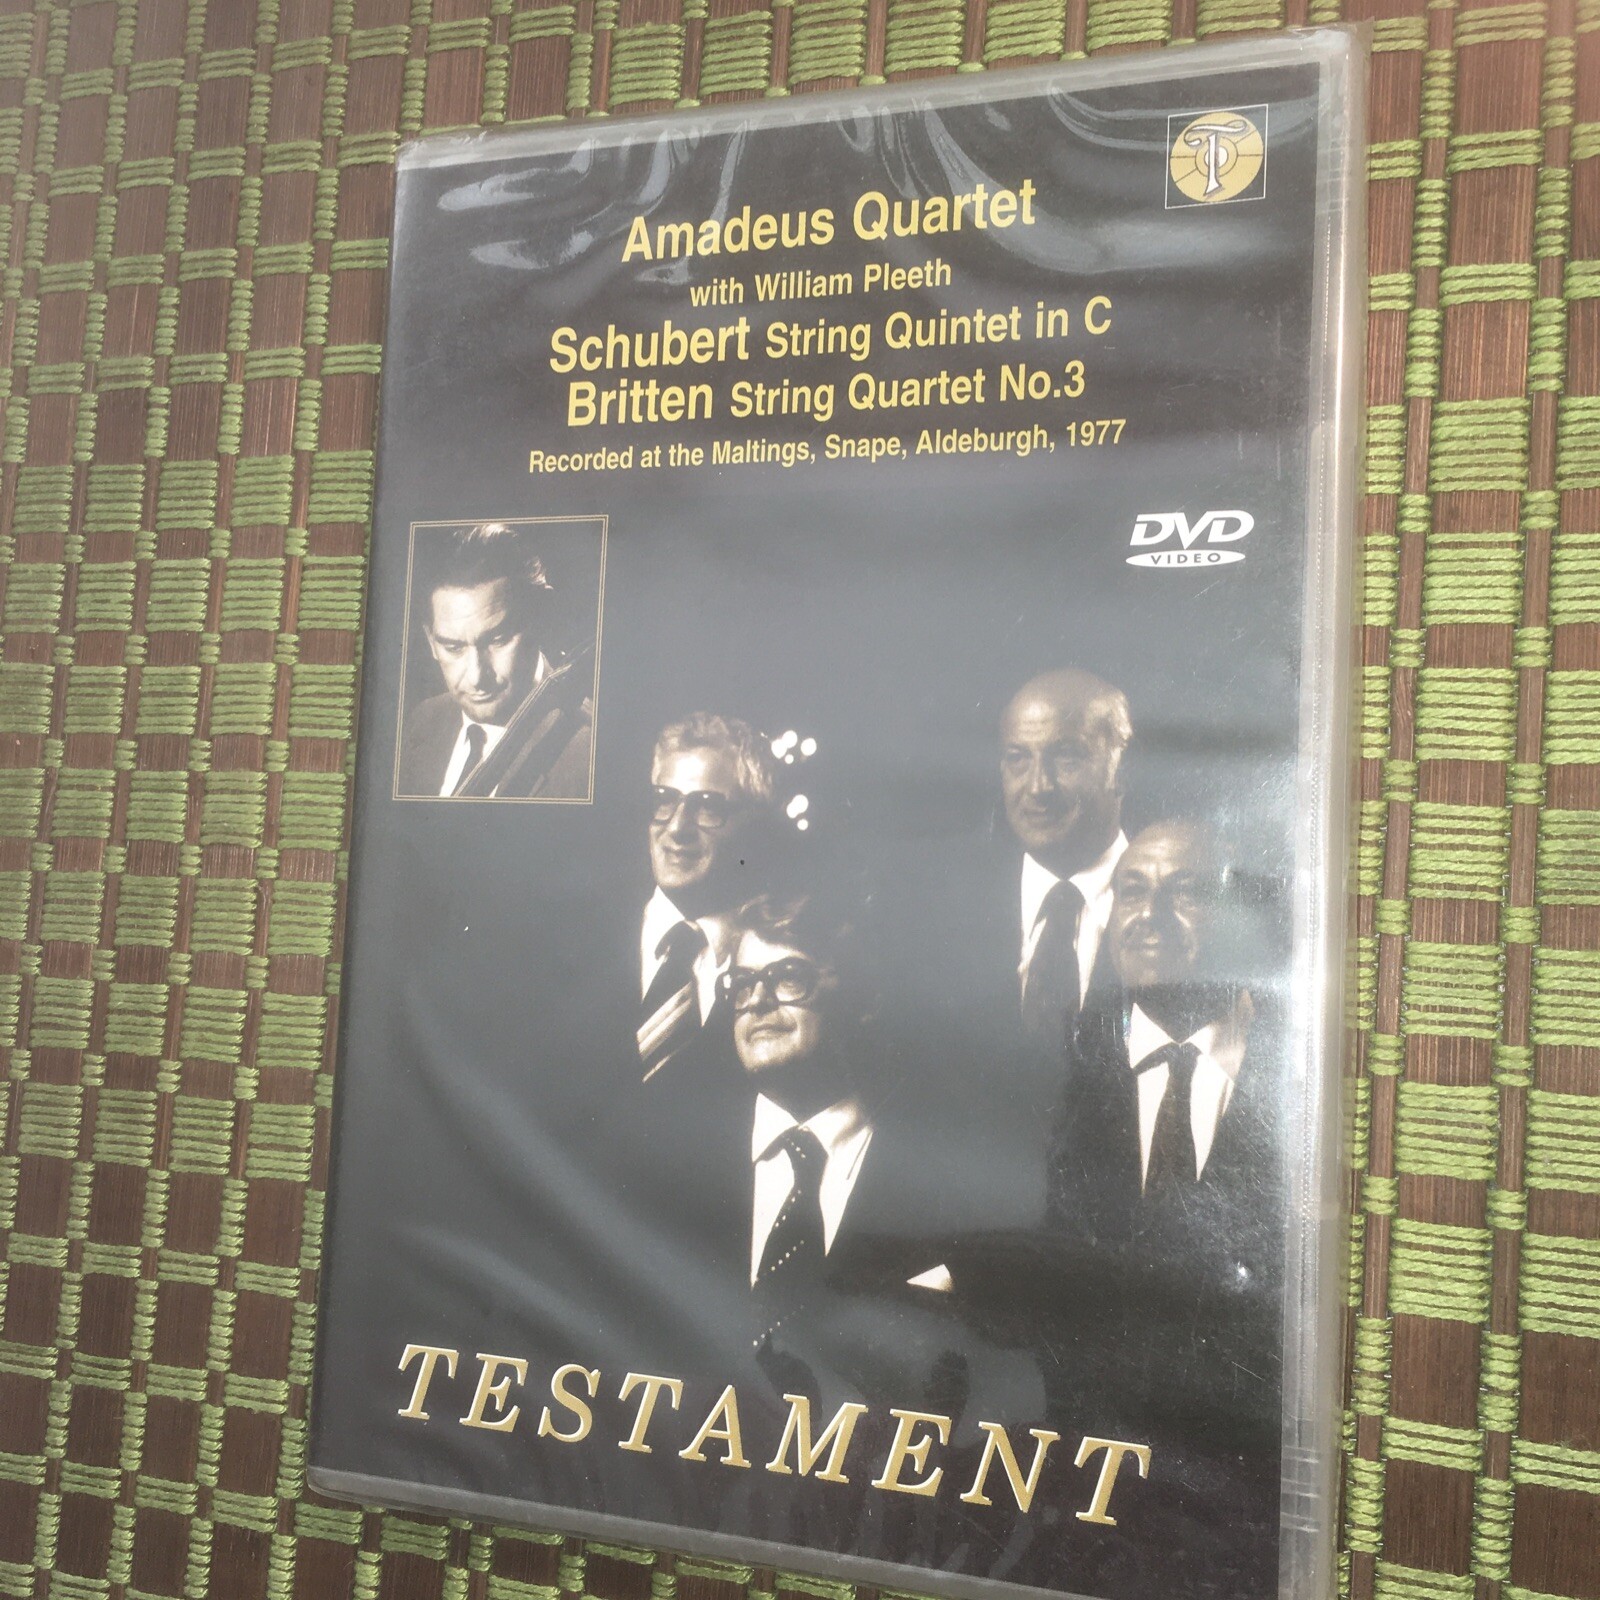 Amadeus Quartet
with William Pleeth
Schubert String Quintet in C
Britten String Quartet No.3
Recorded at the Maltings, Snape, Aldeburgh, 1977
T
DVD
VIDEO
TESTAMENT